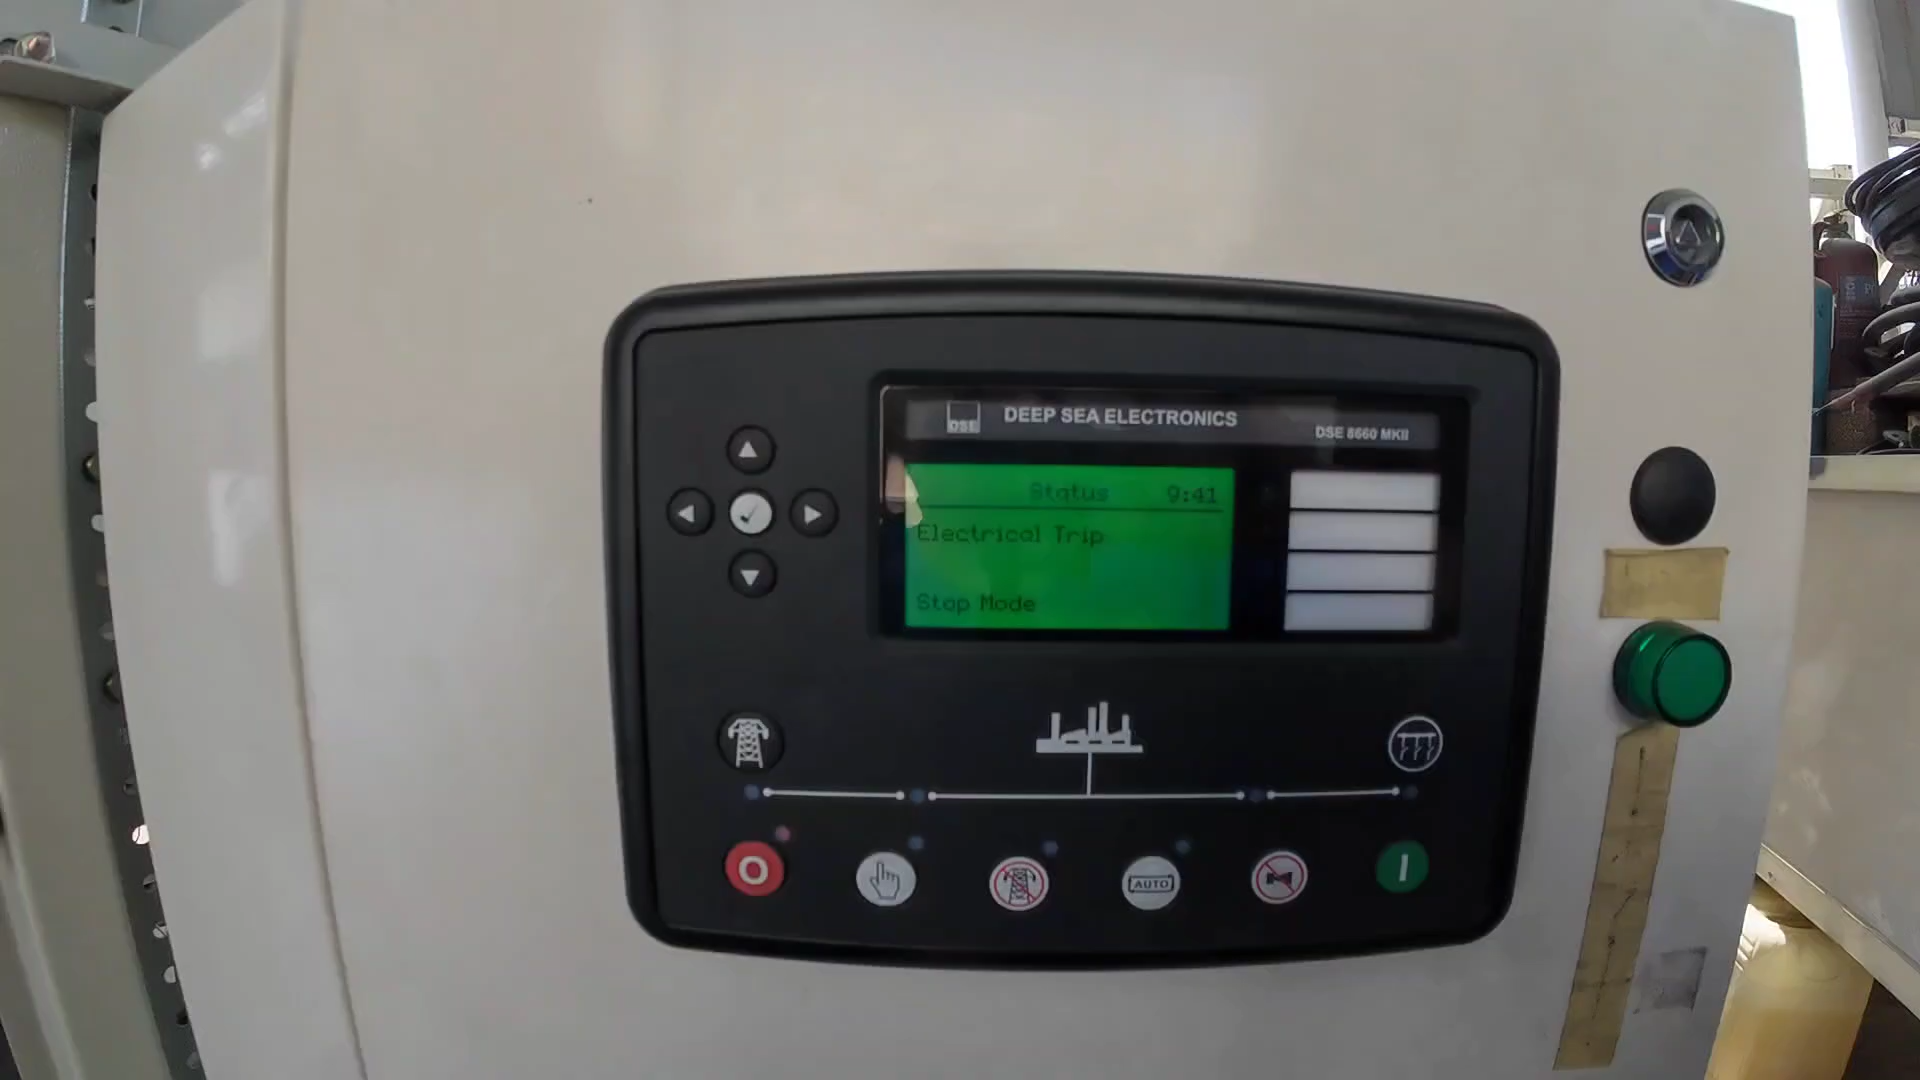 DSE DEEP SEA ELECTRONICS
DSE 8660 MKII
Status 9:41
Electrical Trip
Stop Mode
O
AUTO
I